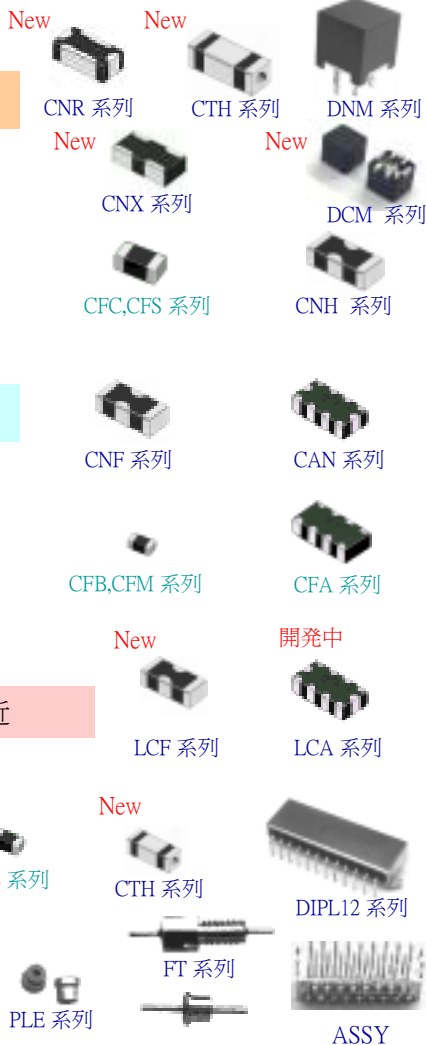 New New
CNR 系列 CTH 系列 DNM 系列
New New
CNX 系列 DCM 系列
CFC,CFS 系列 CNH 系列
CNF 系列 CAN 系列
CFB,CFM 系列 CFA 系列
New 開発中
近
LCF 系列 LCA 系列
New
系列 CTH 系列 DIPL12 系列
FT 系列
PLE 系列 ASSY